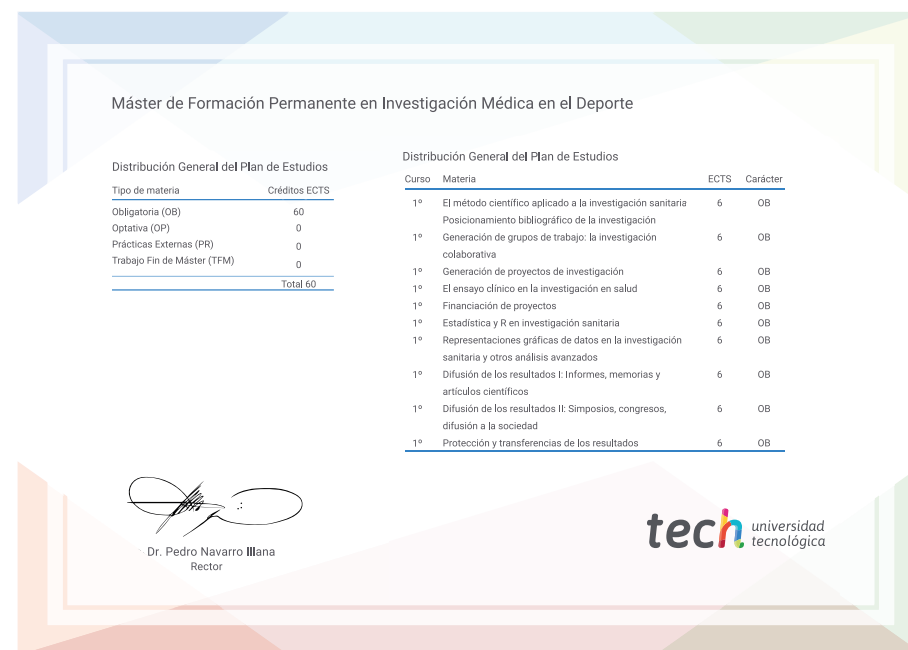 Máster de Formación Permanente en Investigación Médica en el Deporte
Distribución General del Plan de Estudios
Tipo de materia Créditos ECTS
Obligatoria (OB) 60
Optativa (OP) 0
Prácticas Externas (PR) 0
Trabajo Fin de Máster (TFM) 0
Total 60
Distribución General del Plan de Estudios
Curso Materia ECTS Carácter
1º El método científico aplicado a la investigación sanitaria 6 OB
Posicionamiento bibliográfico de la investigación
1º Generación de grupos de trabajo: la investigación 6 OB
colaborativa
1º Generación de proyectos de investigación 6 OB
1º El ensayo clínico en la investigación en salud 6 OB
1º Financiación de proyectos 6 OB
1º Estadística y R en investigación sanitaria 6 OB
1º Representaciones gráficas de datos en la investigación 6 OB
sanitaria y otros análisis avanzados
1º Difusión de los resultados I: Informes, memorias y 6 OB
artículos científicos
1º Difusión de los resultados II: Simposios, congresos, 6 OB
difusión a la sociedad
1º Protección y transferencias de los resultados 6 OB
Dr. Pedro Navarro Illana
Rector
tech universidad
tecnológica